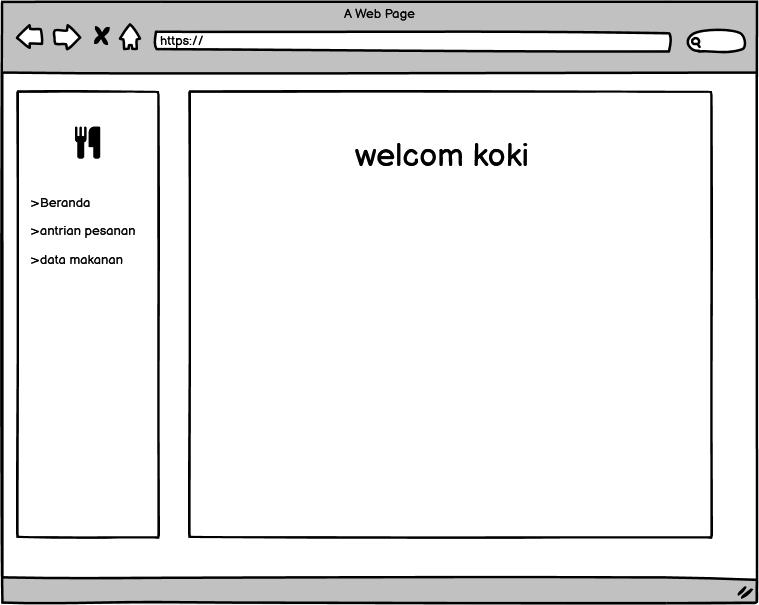 A Web Page
https://
welcom koki
>Beranda
>antrian pesanan
>data makanan